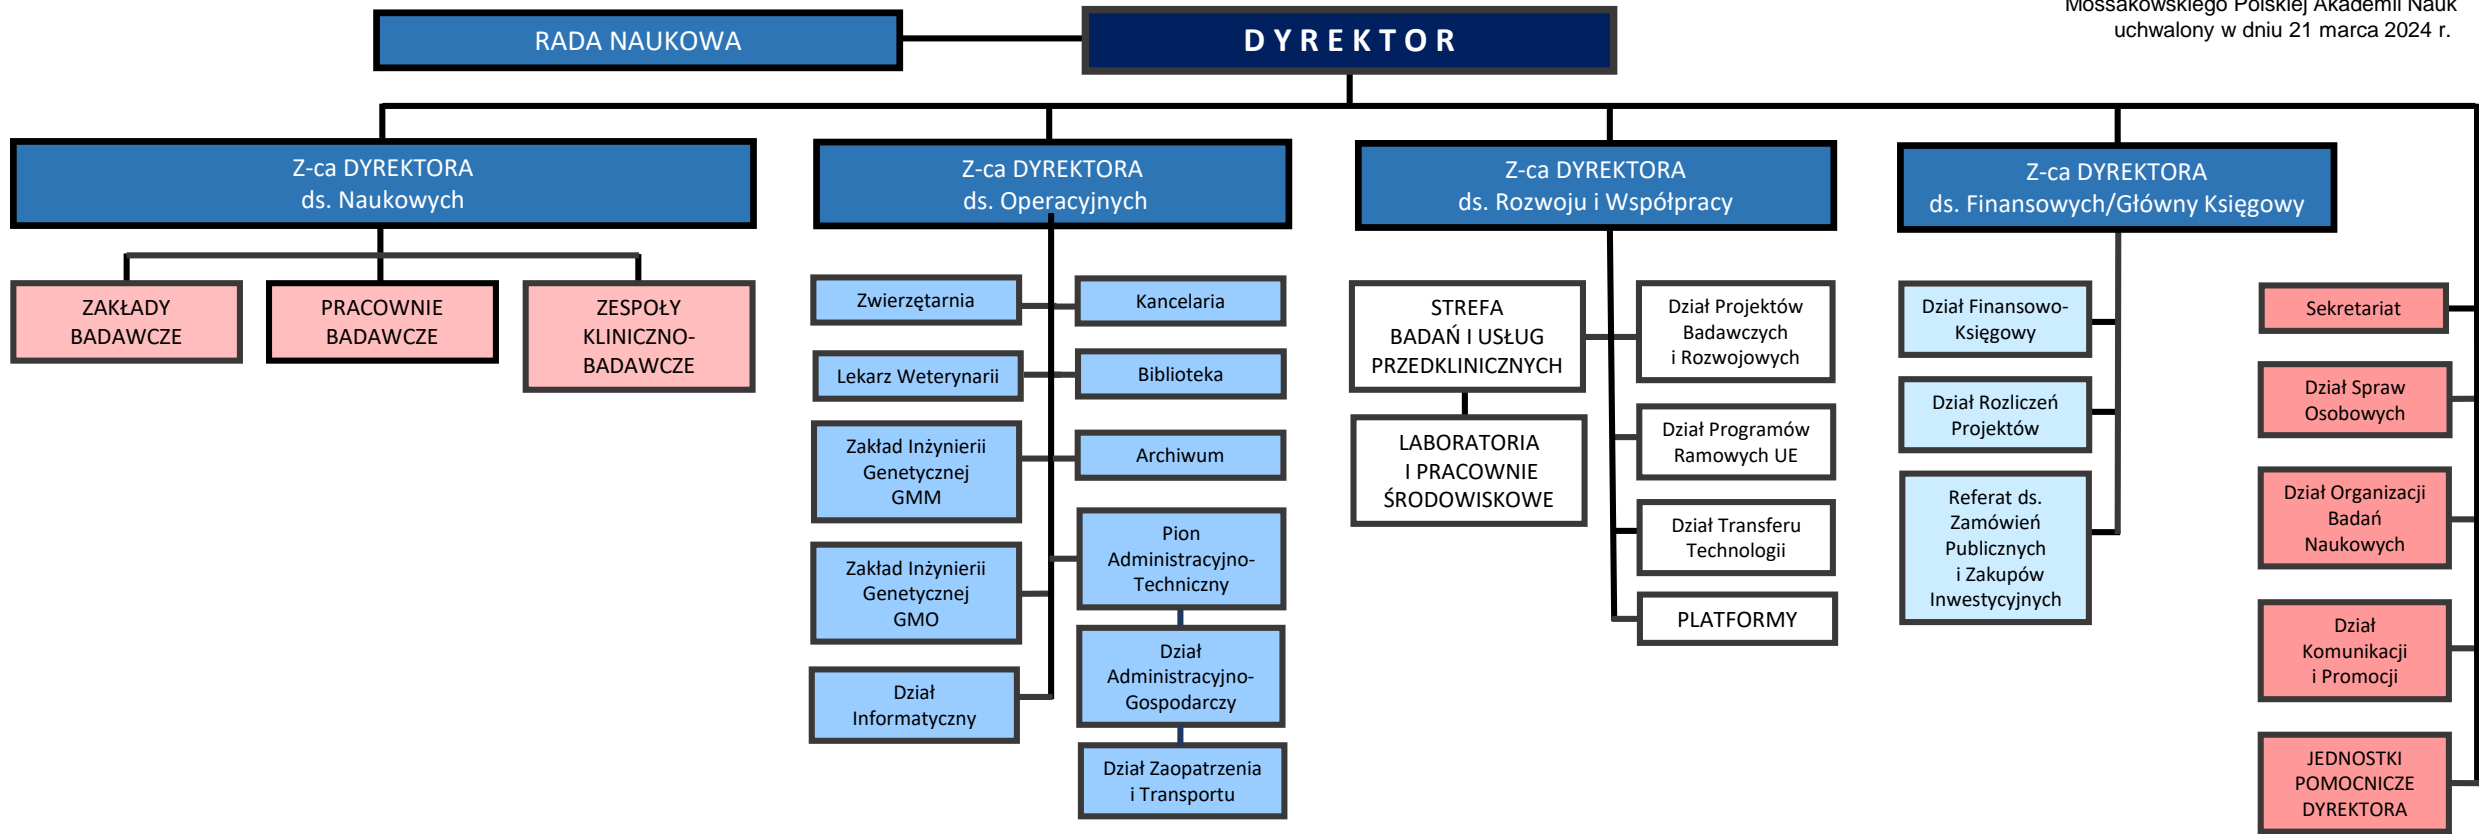 Mossakowskiego Polskiej Akademii Nauk
uchwalony w dniu 21 marca 2024 r.
RADA NAUKOWA
DYREKTOR
Z-ca DYREKTORA
ds. Naukowych
Z-ca DYREKTORA
ds. Operacyjnych
Z-ca DYREKTORA
ds. Rozwoju i Współpracy
Z-ca DYREKTORA
ds. Finansowych/Główny Księgowy
ZAKŁADY
BADAWCZE
PRACOWNIE
BADAWCZE
ZESPOŁY
KLINICZNO-
BADAWCZE
Zwierzętarnia
Lekarz Weterynarii
Zakład Inżynierii
Genetycznej
GMM
Zakład Inżynierii
Genetycznej
GMO
Dział
Informatyczny
Kancelaria
Biblioteka
Archiwum
Pion
Administracyjno-
Techniczny
Dział
Administracyjno-
Gospodarczy
Dział Zaopatrzenia
i Transportu
STREFA
BADAŃ I USŁUG
PRZEDKLINICZNYCH
LABORATORIA
I PRACOWNIE
ŚRODOWISKOWE
Dział Projektów
Badawczych
i Rozwojowych
Dział Programów
Ramowych UE
Dział Transferu
Technologii
PLATFORMY
Dział Finansowo-
Księgowy
Dział Rozliczeń
Projektów
Referat ds.
Zamówień
Publicznych
i Zakupów
Inwestycyjnych
Sekretariat
Dział Spraw
Osobowych
Dział Organizacji
Badań
Naukowych
Dział
Komunikacji
i Promocji
JEDNOSTKI
POMOCNICZE
DYREKTORA